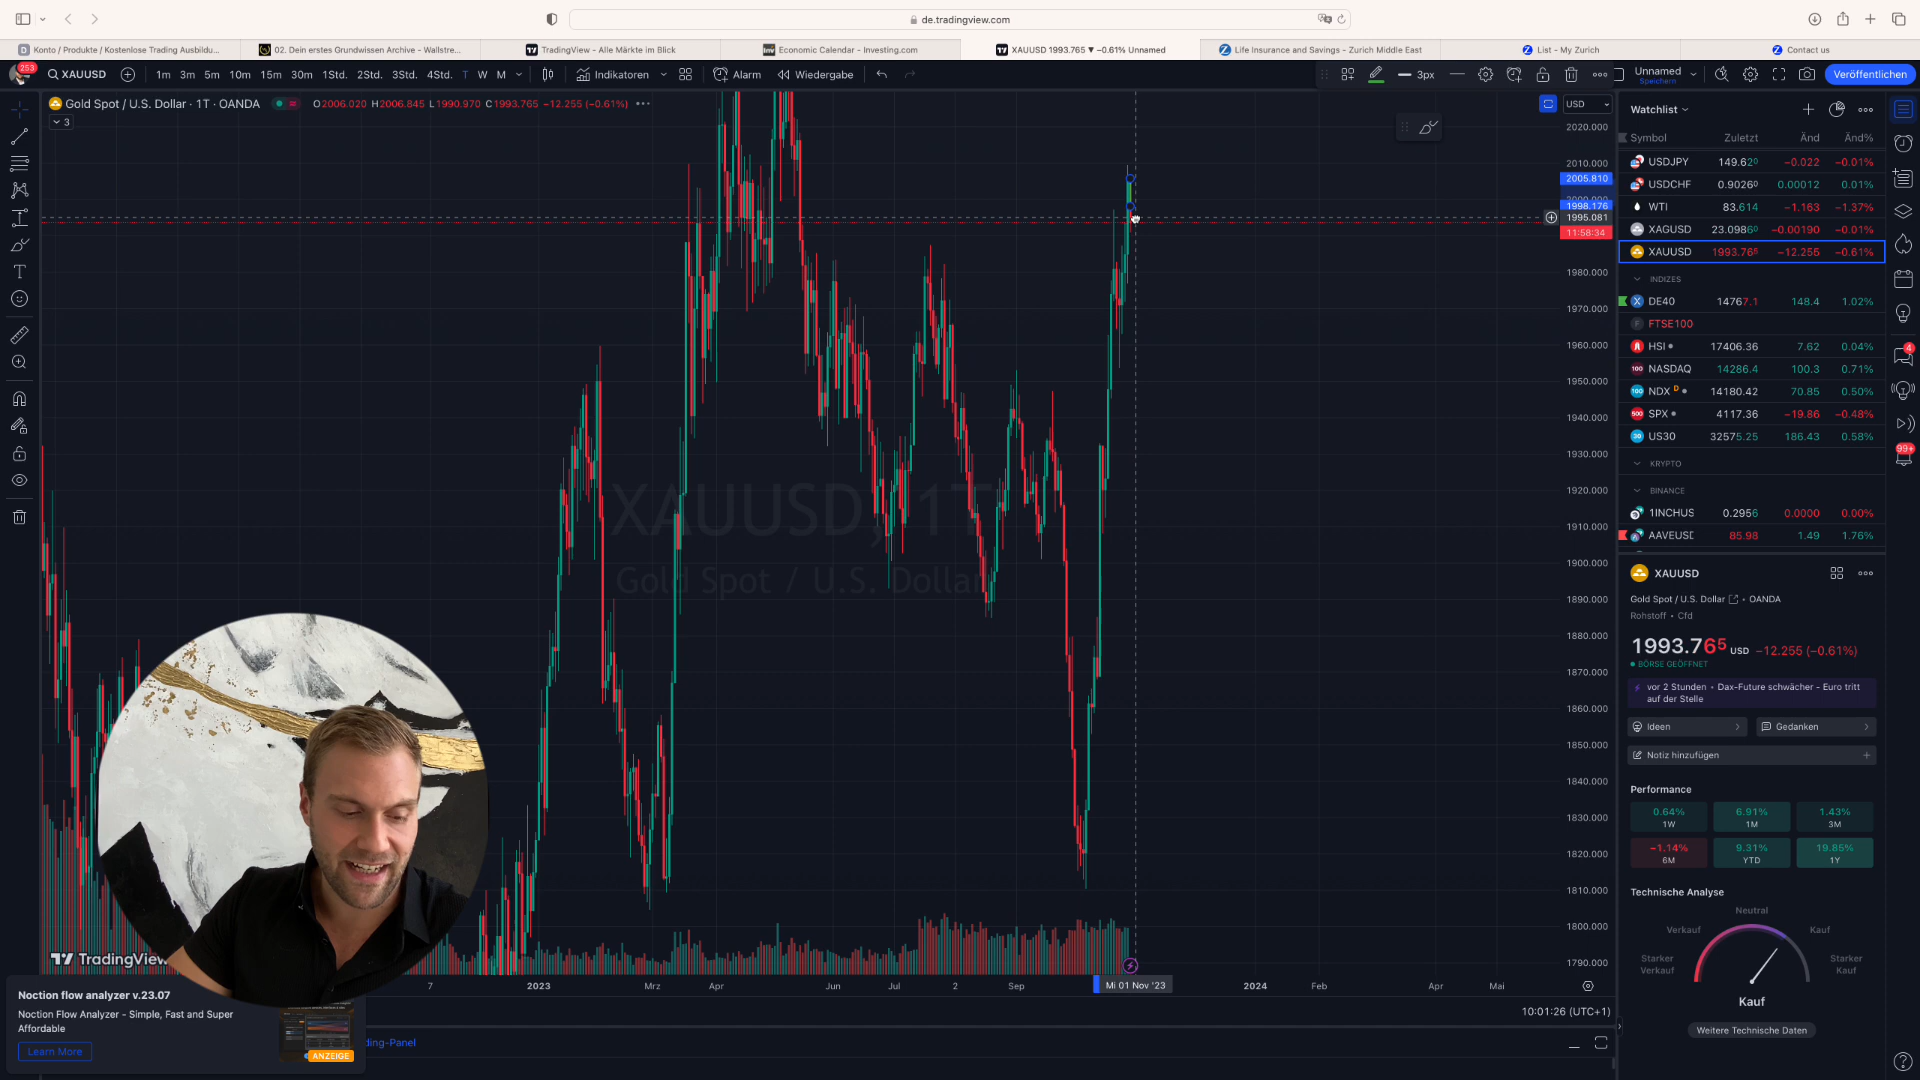 de.tradingview.com
Konto / Produkte / Kostenlose Trading Ausbildu...
02. Dein erstes Grundwissen Archive - Wallstre...
TradingView - Alle Märkte im Blick
Economic Calendar - Investing.com
XAUUSD 1993.765 ▼ −0.61% Unnamed
Life Insurance and Savings - Zurich Middle East
List - My Zurich
Contact us
253
XAUUSD
1m 3m 5m 10m 15m 30m 1Std. 2Std. 3Std. 4Std. T W M
Indikatoren
Alarm
Wiedergabe
3px
Unnamed
Speichern
Veröffentlichen
Gold Spot / U.S. Dollar · 1T · OANDA
O2006.020 H2006.845 L1990.970 C1993.765 −12.255 (−0.61%)
3
USD
2020.000
2010.000
2005.810
1998.176
1995.081
11:58:34
1980.000
1970.000
1960.000
1950.000
1940.000
1930.000
1920.000
1910.000
1900.000
1890.000
1880.000
1870.000
1860.000
1850.000
1840.000
1830.000
1820.000
1810.000
1800.000
1790.000
XAUUSD, 1T
Gold Spot / U.S. Dollar
TradingView
7 2023 Mrz Apr Jun Jul 2 Sep Mi 01 Nov '23 2024 Feb Apr Mai
10:01:26 (UTC+1)
ding-Panel
Noction flow analyzer v.23.07
Noction Flow Analyzer - Simple, Fast and Super
Affordable
Learn More
ANZEIGE
Watchlist
Symbol Zuletzt Änd Änd%
USDJPY 149.620 −0.022 −0.01%
USDCHF 0.90260 0.00012 0.01%
WTI 83.614 −1.163 −1.37%
XAGUSD 23.09860 −0.00190 −0.01%
XAUUSD 1993.765 −12.255 −0.61%
INDIZES
DE40 14767.1 148.4 1.02%
FTSE100
HSI 17406.36 7.62 0.04%
NASDAQ 14286.4 100.3 0.71%
NDX D 14180.42 70.85 0.50%
SPX 4117.36 −19.86 −0.48%
US30 32575.25 186.43 0.58%
KRYPTO
BINANCE
1INCHUS 0.2956 0.0000 0.00%
AAVEUSD 85.98 1.49 1.76%
XAUUSD
Gold Spot / U.S. Dollar • OANDA
Rohstoff • Cfd
1993.765 USD −12.255 (−0.61%)
BÖRSE GEÖFFNET
vor 2 Stunden • Dax-Future schwächer - Euro tritt
auf der Stelle
Ideen
Gedanken
Notiz hinzufügen
Performance
0.64% 6.91% 1.43%
1W 1M 3M
−1.14% 9.31% 19.85%
6M YTD 1Y
Technische Analyse
Neutral
Verkauf Kauf
Starker Starker
Verkauf Kauf
Kauf
Weitere Technische Daten
4
99+